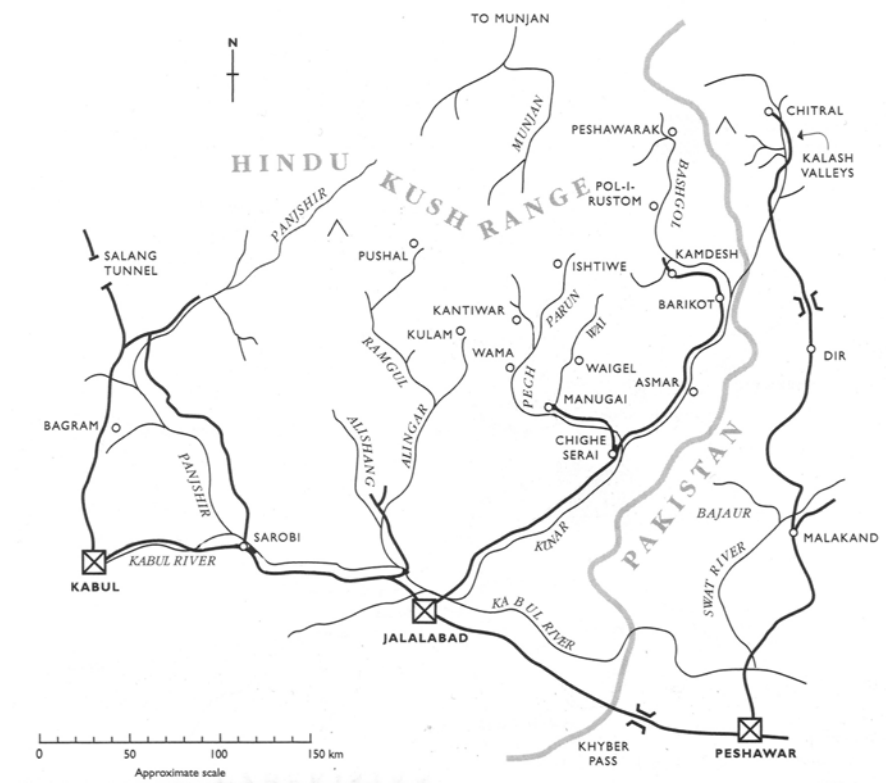 TO MUNJAN
N
MUNJAN
CHITRAL
PESHAWARAK
KALASH
VALLEYS
HINDU
KUSH RANGE
PANJSHIR
BASHGOL
POL-I-
RUSTOM
SALANG
TUNNEL
PUSHAL
ISHTIWE
KAMDESH
BARIKOT
KANTIWAR
PARUN
WAI
KULAM
RAMGUL
WAMA
WAIGEL
DIR
PECH
MANUGAI
ASMAR
BAGRAM
ALISHANG
ALINGAR
CHIGHE
SERAI
PAKISTAN
PANJSHIR
BAJAUR
SAROBI
KUNAR
MALAKAND
KABUL RIVER
KABUL
SWAT RIVER
KABUL RIVER
JALALABAD
KHYBER
PASS
PESHAWAR
0 50 100 150 km
Approximate scale